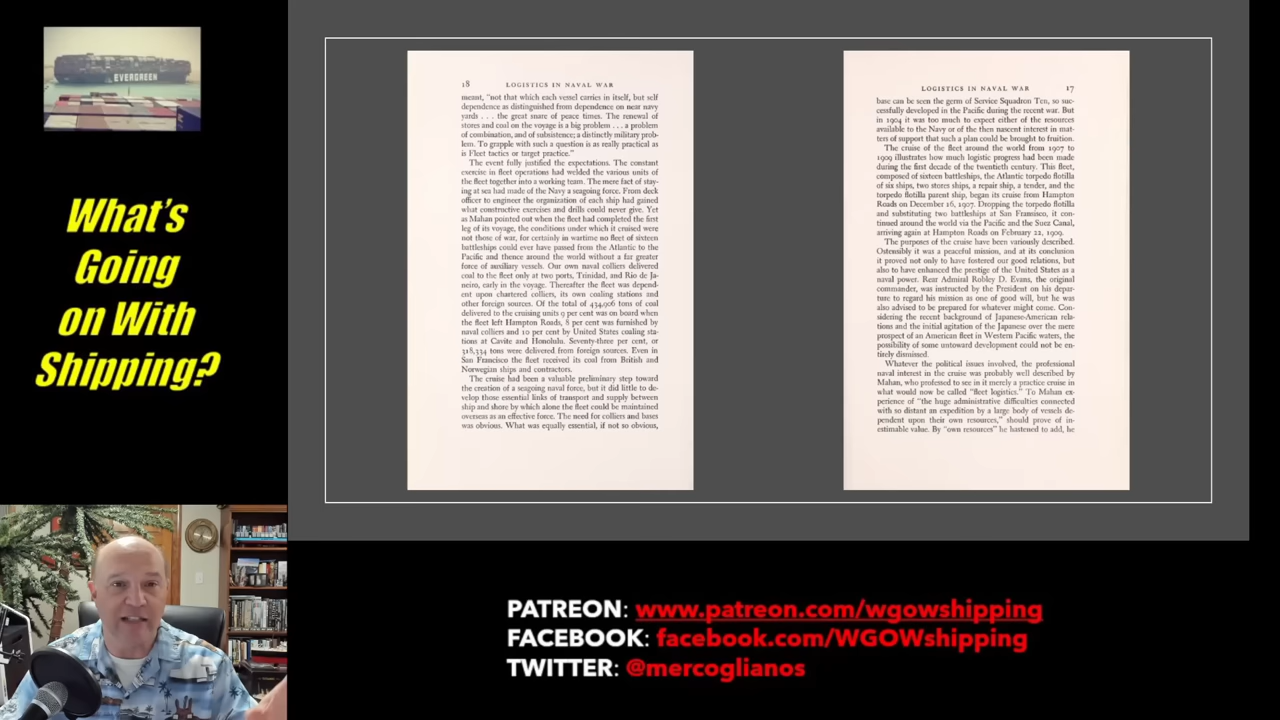 EVERGREEN
What's
Going
on With
Shipping?
18 LOGISTICS IN NAVAL WAR
meant, "not that which each vessel carries in itself, but self
dependence as distinguished from dependence on near navy
yards . . . the great snare of peace times. The renewal of
stores and coal on the voyage is a big problem . . . a problem
of combination, and of subsistence; a distinctly military prob-
lem. To grapple with such a question is as really practical as
is Fleet tactics or target practice."
The event fully justified the expectations. The constant
exercise in fleet operations had welded the various units of
the fleet together into a working team. The mere fact of stay-
ing at sea had made of the Navy a seagoing force. From deck
officer to engineer the organization of each ship had gained
what constructive exercises and drills could never give. Yet
as Mahan pointed out when the fleet had completed the first
leg of its voyage, the conditions under which it cruised were
not those of war, for certainly in wartime no fleet of sixteen
battleships could ever have passed from the Atlantic to the
Pacific and thence around the world without a far greater
force of auxiliary vessels. Our own naval colliers delivered
coal to the fleet only at two ports, Trinidad, and Rio de Ja-
neiro, early in the voyage. Thereafter the fleet was depend-
ent upon chartered colliers, its own coaling stations and
other foreign sources. Of the total of 434,906 tons of coal
delivered to the cruising units 9 per cent was on board when
the fleet left Hampton Roads, 8 per cent was furnished by
naval colliers and 10 per cent by United States coaling sta-
tions at Cavite and Honolulu. Seventy-three per cent, or
318,334 tons were delivered from foreign sources. Even in
San Francisco the fleet received its coal from British and
Norwegian ships and contractors.
The cruise had been a valuable preliminary step toward
the creation of a seagoing naval force, but it did little to de-
velop those essential links of transport and supply between
ship and shore by which alone the fleet could be maintained
overseas as an effective force. The need for colliers and bases
was obvious. What was equally essential, if not so obvious,
LOGISTICS IN NAVAL WAR 17
base can be seen the germ of Service Squadron Ten, so suc-
cessfully developed in the Pacific during the recent war. But
in 1904 it was too much to expect either of the resources
available to the Navy or of the then nascent interest in mat-
ters of support that such a plan could be brought to fruition.
The cruise of the fleet around the world from 1907 to
1909 illustrates how much logistic progress had been made
during the first decade of the twentieth century. This fleet,
composed of sixteen battleships, the Atlantic torpedo flotilla
of six ships, two stores ships, a repair ship, a tender, and the
torpedo flotilla parent ship, began its cruise from Hampton
Roads on December 16, 1907. Dropping the torpedo flotilla
and substituting two battleships at San Fransisco, it con-
tinued around the world via the Pacific and the Suez Canal,
arriving again at Hampton Roads on February 22, 1909.
The purposes of the cruise have been variously described.
Ostensibly it was a peaceful mission, and at its conclusion
it proved not only to have fostered our good relations, but
also to have enhanced the prestige of the United States as a
naval power. Rear Admiral Robley D. Evans, the original
commander, was instructed by the President on his depar-
ture to regard his mission as one of good will, but he was
also advised to be prepared for whatever might come. Con-
sidering the recent background of Japanese-American rela-
tions and the initial agitation of the Japanese over the mere
prospect of an American fleet in Western Pacific waters, the
possibility of some untoward development could not be en-
tirely dismissed.
Whatever the political issues involved, the professional
naval interest in the cruise was probably well described by
Mahan, who professed to see in it merely a practice cruise in
what would now be called "fleet logistics." To Mahan ex-
perience of "the huge administrative difficulties connected
with so distant an expedition by a large body of vessels de-
pendent upon their own resources," should prove of in-
estimable value. By "own resources" he hastened to add, he
PATREON: www.patreon.com/wgowshipping
FACEBOOK: facebook.com/WGOWshipping
TWITTER: @mercoglianos